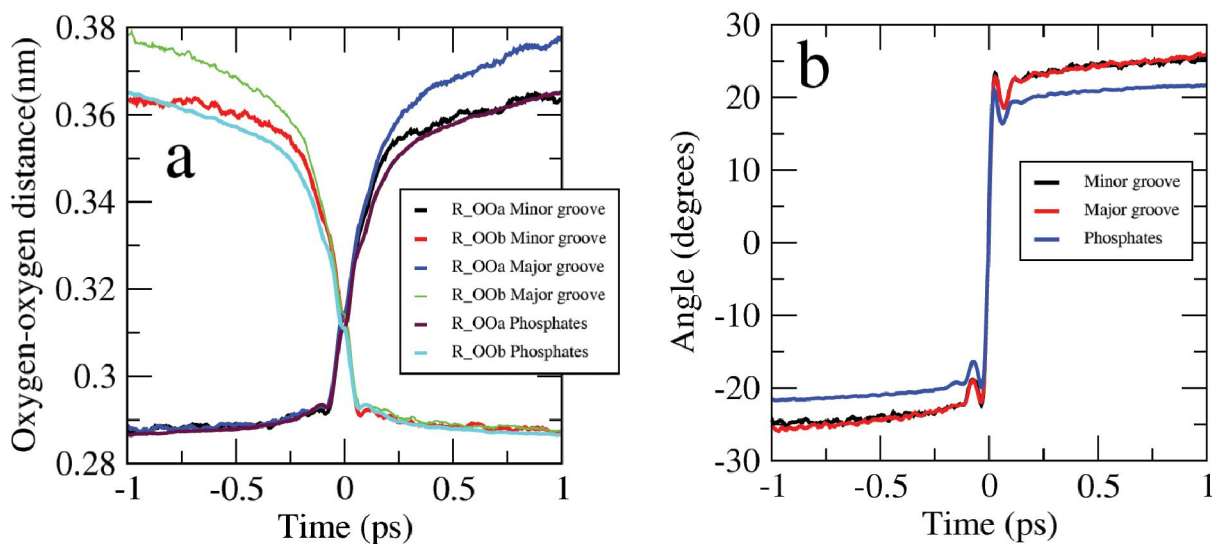 a
Oxygen-oxygen distance(nm
0.38
0.36
0.34
0.32
0.3
0.28
-1
-0.5
0
0.5
1
Time (ps)
R_OOa Minor groove
R_OOb Minor groove
R_OOa Major groove
R_OOb Major groove
R_OOa Phosphates
R_OOb Phosphates
b
Angle (degrees)
30
20
10
0
-10
-20
-30
-1
-0.5
0
0.5
1
Time (ps)
Minor groove
Major groove
Phosphates